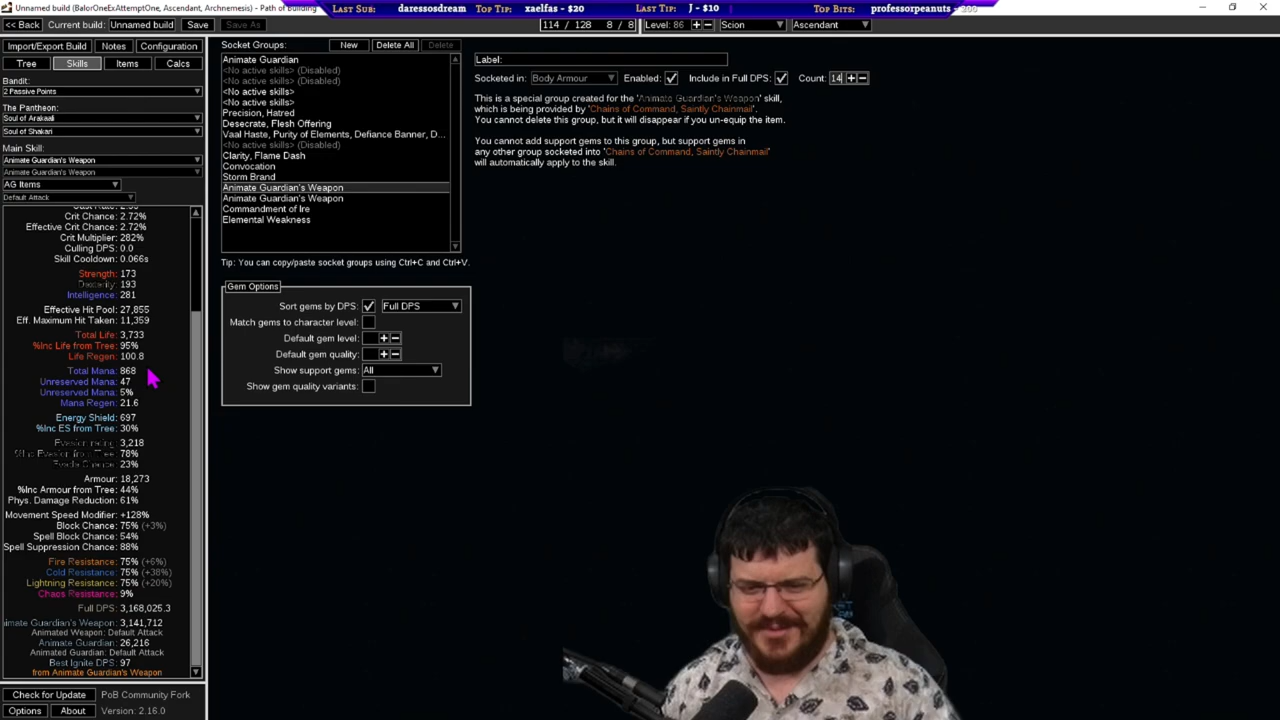 Unnamed build (BalorOneExAttemptOne, Ascendant, Archnemesis) - Path of building
Last Sub: daressosdream Top Tip: xaelfas - $20 Last Tip: J - $10 Top Bits: professorpeanuts -
<< Back Current build: Unnamed build Save Save As 114 / 128 8 / 8 Level: 86 + - Scion Ascendant
Import/Export Build Notes Configuration
Tree Skills Items Calcs
Bandit:
2 Passive Points
The Pantheon:
Soul of Arakaali
Soul of Shakari
Main Skill:
Animate Guardian's Weapon
Animate Guardian's Weapon
AG Items
Default Attack
Crit Chance: 2.72%
Effective Crit Chance: 2.72%
Crit Multiplier: 282%
Culling DPS: 0.0
Skill Cooldown: 0.066s
Strength: 173
Dexterity: 193
Intelligence: 281
Effective Hit Pool: 27,855
Eff. Maximum Hit Taken: 11,359
Total Life: 3,733
%Inc Life from Tree: 95%
Life Regen: 100.8
Total Mana: 868
Unreserved Mana: 47
Unreserved Mana: 5%
Mana Regen: 21.6
Energy Shield: 697
%Inc ES from Tree: 30%
Evasion rating: 3,218
%Inc Evasion from Tree: 78%
Evade Chance: 23%
Armour: 18,273
%Inc Armour from Tree: 44%
Phys. Damage Reduction: 61%
Movement Speed Modifier: +128%
Block Chance: 75% (+3%)
Spell Block Chance: 54%
Spell Suppression Chance: 88%
Fire Resistance: 75% (+6%)
Cold Resistance: 75% (+38%)
Lightning Resistance: 75% (+20%)
Chaos Resistance: 9%
Full DPS: 3,168,025.3
imate Guardian's Weapon: 3,141,712
Animated Weapon: Default Attack
Animate Guardian: 26,216
Animated Guardian: Default Attack
Best Ignite DPS: 97
from Animate Guardian's Weapon
Check for Update PoB Community Fork
Options About Version: 2.16.0
Socket Groups: New Delete All Delete
Animate Guardian
<No active skills> (Disabled)
<No active skills> (Disabled)
<No active skills>
<No active skills>
Precision, Hatred
Desecrate, Flesh Offering
Vaal Haste, Purity of Elements, Defiance Banner, D...
<No active skills> (Disabled)
Clarity, Flame Dash
Convocation
Storm Brand
Animate Guardian's Weapon
Animate Guardian's Weapon
Commandment of Ire
Elemental Weakness
Tip: You can copy/paste socket groups using Ctrl+C and Ctrl+V.
Gem Options
Sort gems by DPS: Full DPS
Match gems to character level:
Default gem level: + -
Default gem quality: + -
Show support gems: All
Show gem quality variants:
Label:
Socketed in: Body Armour Enabled: Include in Full DPS: Count: 14 + -
This is a special group created for the 'Animate Guardian's Weapon' skill,
which is being provided by 'Chains of Command, Saintly Chainmail'.
You cannot delete this group, but it will disappear if you un-equip the item.
You cannot add support gems to this group, but support gems in
any other group socketed into 'Chains of Command, Saintly Chainmail'
will automatically apply to the skill.